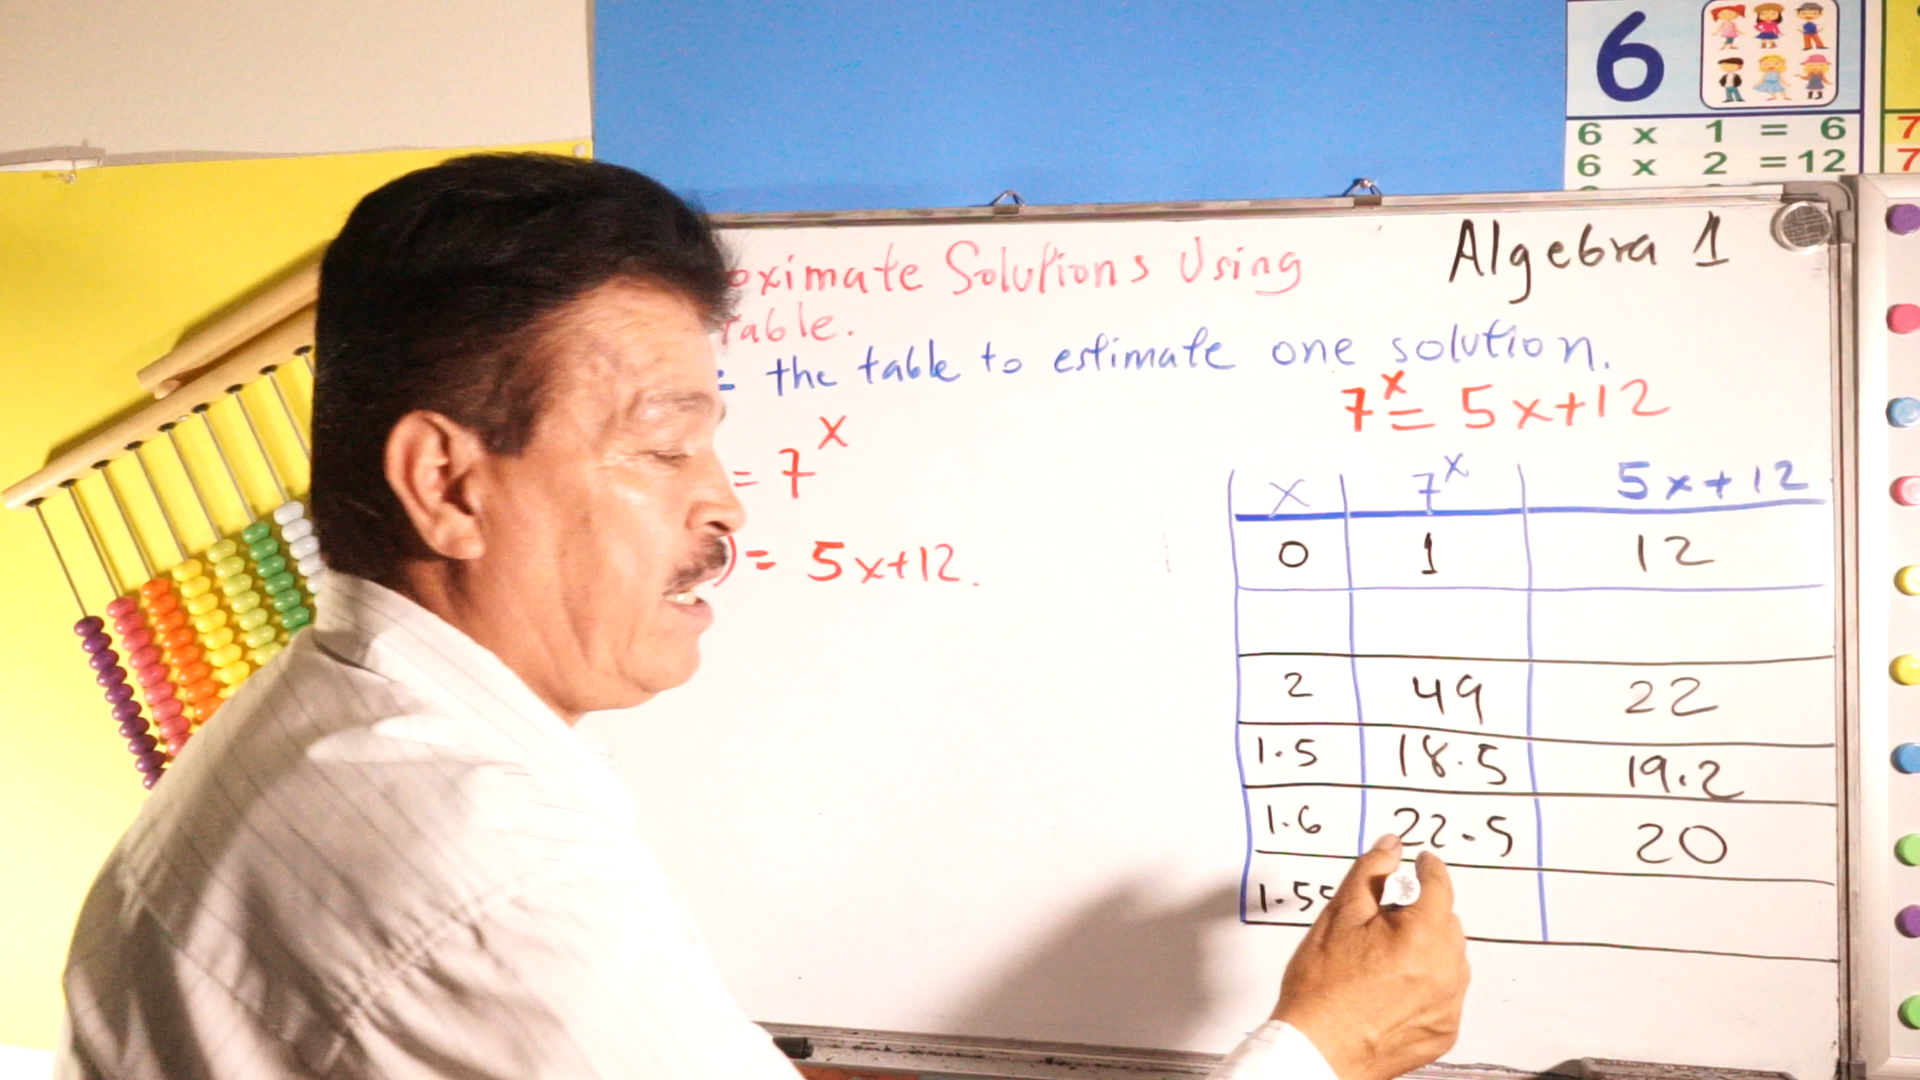 6
6 x 1 = 6
6 x 2 = 12
7
7
Algebra 1
oximate Solutions Using
Table.
the table to estimate one solution.
7^x = 5x+12
= 7^x
) = 5x+12.
x 7^x 5x+12
0 1 12
2 49 22
1.5 18.5 19.2
1.6 22.5 20
1.55